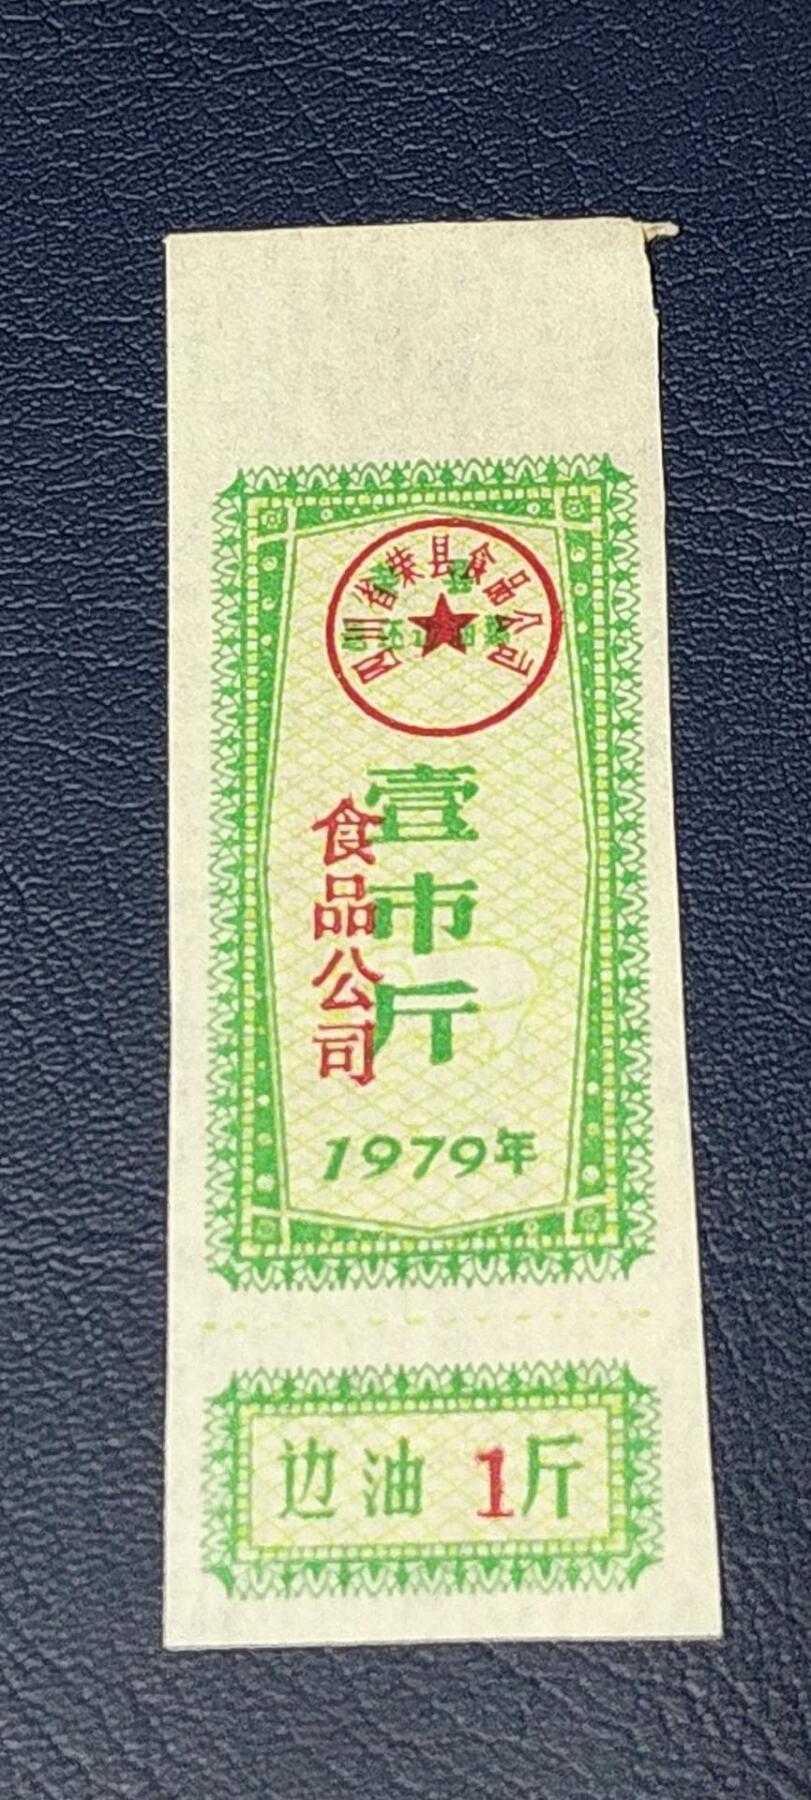 四川省荣县食品公司
壹市斤
食品公司
1979年
边油 1斤